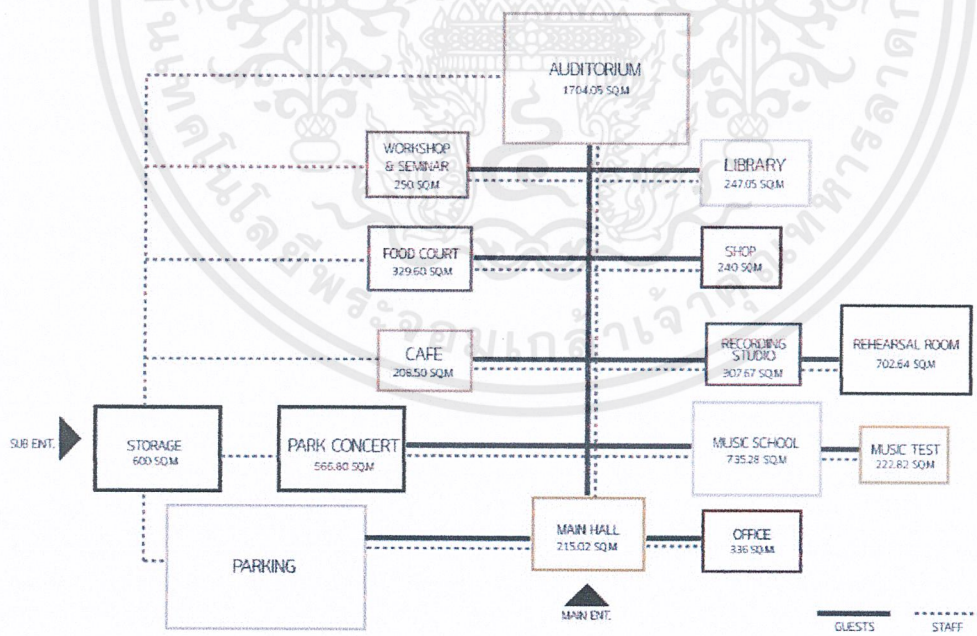 AUDITORIUM
1704.05 SQ.M
WORKSHOP
& SEMINAR
250 SQ.M
LIBRARY
247.05 SQ.M
FOOD COURT
329.60 SQ.M
SHOP
240 SQ.M
CAFE
208.50 SQ.M
RECORDING
STUDIO
307.67 SQ.M
REHEARSAL ROOM
702.64 SQ.M
SUB ENT.
STORAGE
600 SQ.M
PARK CONCERT
566.80 SQ.M
MUSIC SCHOOL
735.28 SQ.M
MUSIC TEST
222.82 SQ.M
PARKING
MAIN HALL
215.02 SQ.M
OFFICE
336 SQ.M
MAIN ENT.
GUESTS
STAFF